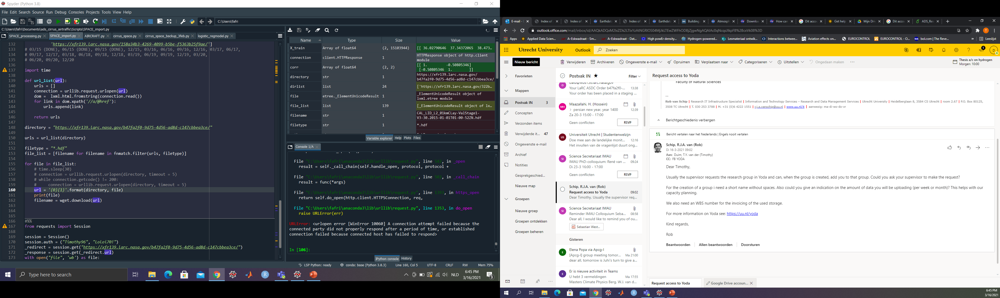 Spyder (Python 3.8)
File Edit Search Source Run Debug Consoles Projects Tools View Help
C:\Users\fafri
C:\Users\fafri\Documents\ads_cirrus_airtraffic\Scripts\SPACE_import.py
SPACE_processing.py SPACE_import.py AIRCRAFT.py cirrus_space.py cirrus_space_backup_3feb.py logistic_regmodel.py
132 'https://xfr139.larc.nasa.gov/158a34b3-4269-4099-b5be-f5363b25f9ae/']
133 # 03/15 (DONE), 06/15 (DONE), 09/15 (DONE), 12/15, 03/16, 06/16, 09/16, 12/16, 03/17, 06/17,
134 # 09/17, 12/17, 03/18, 06/18, 09/18, 12/18, 03/19, 06/19, 09/19, 12/19, 03/20,
135 # 06/20, 09/20, 12/20
136
137 import time
138
139 def url_list(url):
140 urls = []
141 connection = urllib.request.urlopen(url)
142 dom = lxml.html.fromstring(connection.read())
143 for link in dom.xpath('//a/@href'):
144 urls.append(link)
145
146 return urls
147
148 directory = "https://xfr139.larc.nasa.gov/b47fa2f0-9d75-4d56-ad8d-c147cbbea3ce/"
149
150 urls = url_list(directory)
151
152 filetype = "*.hdf"
153 file_list = [filename for filename in fnmatch.filter(urls, filetype)]
154
155 for file in file_list:
156 # time.sleep(30)
157 # connection = urllib.request.urlopen(directory, timeout = 5)
158 # while connection.getcode() != 200:
159 # connection = urllib.request.urlopen(directory, timeout = 5)
160 url = '{0}{1}'.format(directory, file)
161 print(file)
162 filename = wget.download(url)
163
164
165
166 #%%
167 from requests import Session
168
169 session = Session()
170 session.auth = ("Timothy96", "Loloi70!")
171 _redirect = session.get("https://xfr139.larc.nasa.gov/b47fa2f0-9d75-4d56-ad8d-c147cbbea3ce/")
172 _response = session.get(_redirect.url)
173 with open("file", 'wb') as file:
Name Type Size Value
X_train Array of float64 (2, 15103944) [[ 36.02790646 37.34372065 38.473…
connection client.HTTPResponse 1 HTTPResponse object of http.client module
corr Array of float64 (2, 2) [[ 1. -0.50805346]
[-0.50805346 1. ]]
directory str 1 https://xfr139.larc.nasa.gov/
b47fa2f0-9d75-4d56-ad8d-c147cbbea3ce/
dirlist list 24 ['https://xfr139.larc.nasa.gov/322b…
file etree._ElementUnicodeResult 1 _ElementUnicodeResult object of
lxml.etree module
file_list list 139 [_ElementUnicodeResult object of lx…
filename str 1 CAL_LID_L2_01kmCLay-ValStage1-
V3-30.2015-01-01T01-00-52ZN.hdf
filetype str 1 *.hdf
Variable explorer Help Plots Files
Console 1/A
File "C:\Users\fafri\anaconda3\lib\urllib\request.py", line 542, in _open
result = self._call_chain(self.handle_open, protocol, protocol +
File "C:\Users\fafri\anaconda3\lib\urllib\request.py", line 502, in _call_chain
result = func(*args)
File "C:\Users\fafri\anaconda3\lib\urllib\request.py", line 1393, in https_open
return self.do_open(http.client.HTTPSConnection, req,
File "C:\Users\fafri\anaconda3\lib\urllib\request.py", line 1353, in do_open
raise URLError(err)
URLError: <urlopen error [WinError 10060] A connection attempt failed because the
connected party did not properly respond after a period of time, or established
connection failed because connected host has failed to respond>
In [106]:
IPython console History
LSP Python: ready conda: base (Python 3.8.3) Line 160, Col 5 UTF-8 CRLF RW Mem 75%
Type here to search
NLD
6:45 PM
3/16/2021
3
E-mail - Index of Index of Earthdat Index of Earthdat Building Atmosph Downloa How can Dit acco Get help Mijn Dri Dit acco ADS_Res
outlook.office.com/mail/inbox/id/
Apps Applied Data Scien... A-Eskwadraat - Sm... A-Eskwadraat - Dat... High powEr density... Hydrogen-powered... Lesmateriaal ontwik... Interactions betwee... Aviation effects on... EUROCONTROL EUROCONTROL - O... bol.com | The Reve... » Leeslijst
Utrecht University Outlook Zoeken
Nieuw bericht Verwijderen Archiveren Ongewenste e-mail Opruimen Verplaatsen naar Categoriseren Uitstellen Ongedaan maken
Thesis a/c on hydrogen
Morgen: 10:00
Favorieten
Mappen
Postvak IN 3
Concepten
Verzonden items
Verwijderde it... 47
Ongewenste e-mail
Archief
Notities
Gesprekgeschied...
Nieuwe map
Groepen
Nieuwe groep
Groepen ontdekken
Groepen beheren
Postvak IN Filter
Your LaRC ASDC Order b47fa2f0-... 13:38
Your order has been placed in a staging ...
MH Maazallahi, H. (Hossein)
persian new year, year 1400 12:39
Za 20-3 15:00 - 17:00
Geen conflicten RSVP
US Universiteit Utrecht | Studentenwelzijn
Doe mee aan de landelijke monit... 12:16
Het invullen van de vragenlijst duurt ong...
SI Science Secretariaat IMAU
IMAU PhD-colloquium: René van ... 09:24
Di 23-3 16:00 - 17:00
Geen conflicten RSVP
Schip, R.J.A. van (Rob)
Request access to Yoda 09:02
Dear Timothy, Usually the supervisor req...
SI Science Secretariaat IMAU
Reminder IMAU Colloquium Seba... 08:58
Dear all, I would like to remind you of ou...
Sebastian West...
Gisteren
E Elena Popa via Apcg-l
[Apcg-l] group meeting tomor... Ma 21:00
dear all, tomorrow is Juhi's turn to give a...
E Er is nieuwe activiteit in Teams
U hebt 3 vermeldingen Ma 17:55
Masters Climate Physics Berg, W.J. van d...
Request access to Yoda
Faculty of Natural Sciences
--
Rob van Schip | Research IT Infrastructure Specialist | Information and Technology Services – Research and Data Management Services | Utrecht University | Heidelberglaan 8, 3584 CS Utrecht | room 2.67 | P.O. Box 80125,
3508 TC Utrecht | T. 030 253 3788 | M. +31 (0)6 4222 1551 | r.j.a.vanschip@uu.nl | www.uu.nl/it | aanwezig: ma-di-wo-do-vr
Berichtgeschiedenis verbergen
Bericht vertalen naar het Nederlands | Engels nooit vertalen
Schip, R.J.A. van (Rob)
Di 16-3-2021 09:02
Aan: Duim, T.Y. van der (Timothy)
CC: FB YODA
Dear Timothy,
Usually the supervisor requests the research group in Yoda and can, when the group is created, add you to that group. Could you ask your supervisor to make the request?
For the creation of a group i need a short name without spaces. Also could you give an indication on the amount of data you will be uploading (per week or month)? This helps with our
capacity planning.
We also need an WBS number for the invoicing of the used storage.
For more information on Yoda see: https://uu.nl/yoda
Kind regards,
Rob
Beantwoorden Allen beantwoorden Doorsturen
Request access to Yoda Google Drive accoun...
6:45 PM
3/16/2021